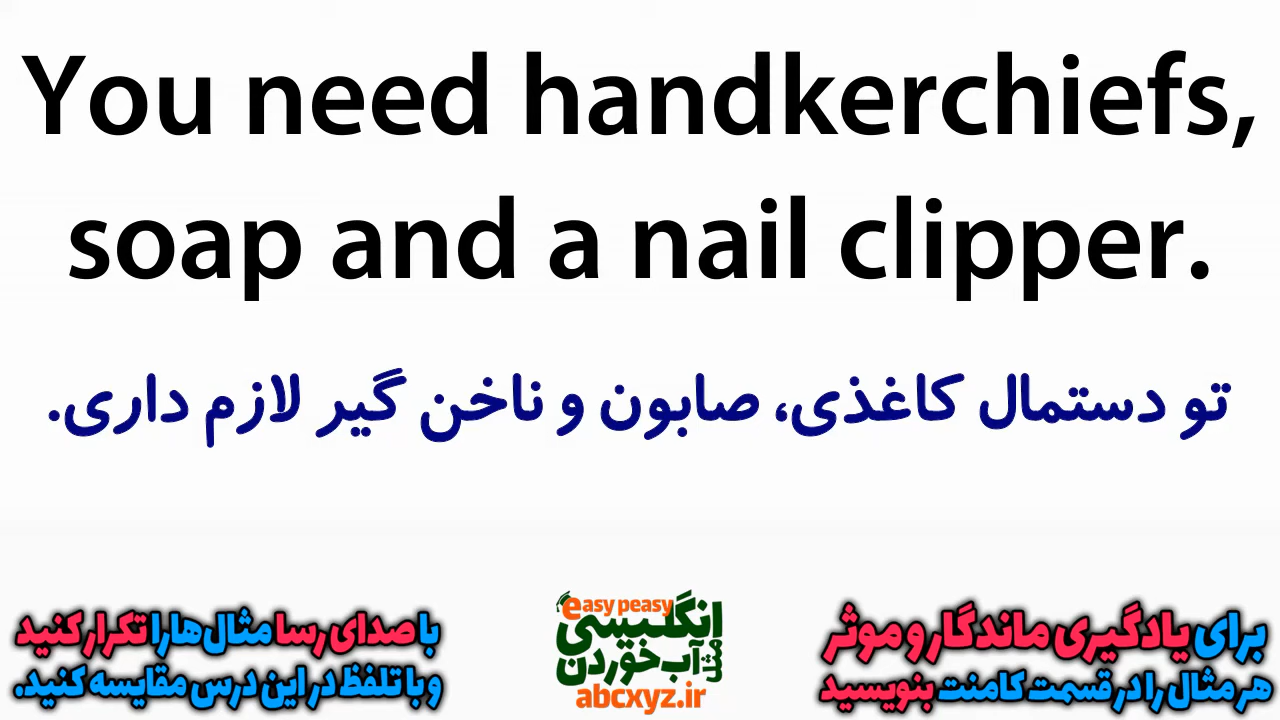 You need handkerchiefs,
soap and a nail clipper.
تو دستمال کاغذی، صابون و ناخن گیر لازم داری.
با صدای رسا مثال‌ها را تکرار کنید
و با تلفظ در این درس مقایسه کنید.
easy peasy
انگلیسی
مثل آب خوردن
abcxyz.ir
برای یادگیری ماندگار و موثر
هر مثال را در قسمت کامنت بنویسید